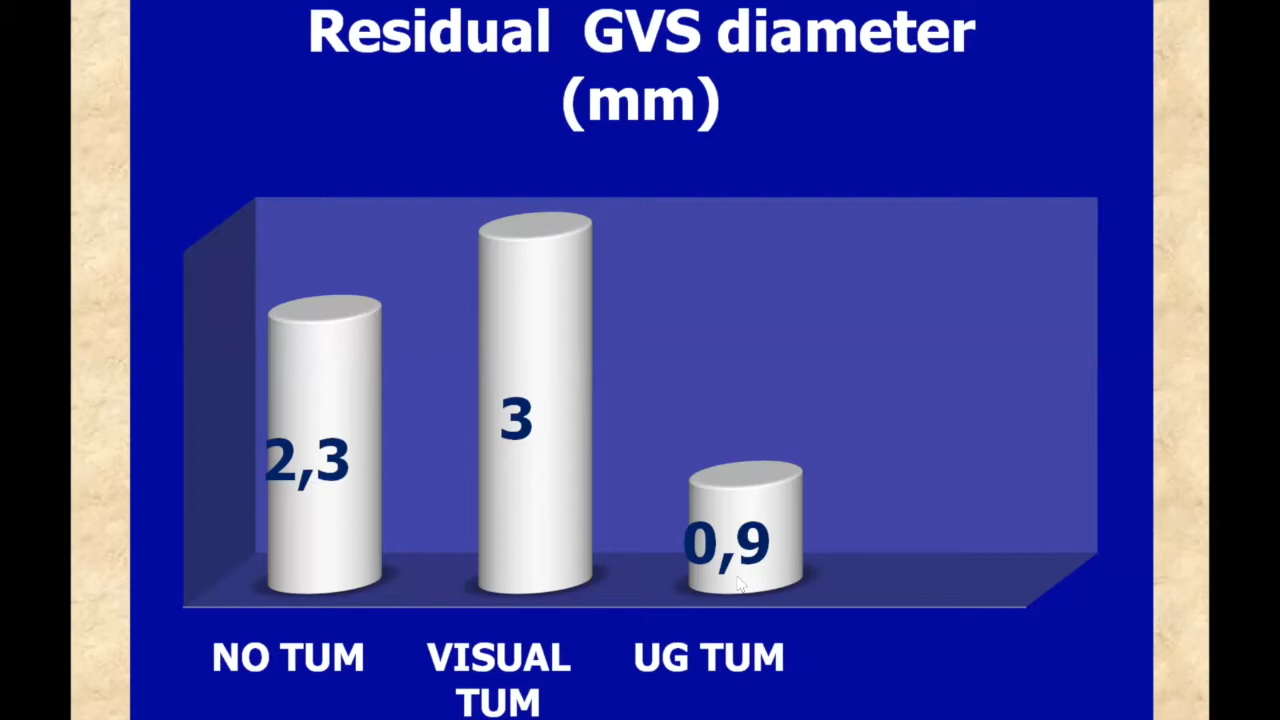 Residual GVS diameter
(mm)
2,3
3
0,9
NO TUM
VISUAL
TUM
UG TUM